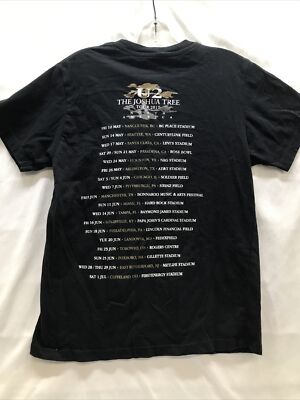 U2
THE JOSHUA TREE
TOUR 2017
AMERICA
FRI 12 MAY - VANCOUVER, BC - BC PLACE STADIUM
SUN 14 MAY - SEATTLE, WA - CENTURYLINK FIELD
WED 17 MAY - SANTA CLARA, CA - LEVI'S STADIUM
SAT 20 / SUN 21 MAY - PASADENA, CA - ROSE BOWL
WED 24 MAY - HOUSTON, TX - NRG STADIUM
FRI 26 MAY - ARLINGTON, TX - AT&T STADIUM
SAT 3 / SUN 4 JUN - CHICAGO, IL - SOLDIER FIELD
WED 7 JUN - PITTSBURGH, PA - HEINZ FIELD
FRI 9 JUN - MANCHESTER, TN - BONNAROO MUSIC & ARTS FESTIVAL
SUN 11 JUN - MIAMI, FL - HARD ROCK STADIUM
WED 14 JUN - TAMPA, FL - RAYMOND JAMES STADIUM
FRI 16 JUN - LOUISVILLE, KY - PAPA JOHN'S CARDINAL STADIUM
SUN 18 JUN - PHILADELPHIA, PA - LINCOLN FINANCIAL FIELD
TUE 20 JUN - LANDOVER, MD - FEDEXFIELD
FRI 23 JUN - TORONTO, ON - ROGERS CENTRE
SUN 25 JUN - FOXBORO, MA - GILLETTE STADIUM
WED 28 / THU 29 JUN - EAST RUTHERFORD, NJ - METLIFE STADIUM
SAT 1 JUL - CLEVELAND, OH - FIRSTENERGY STADIUM